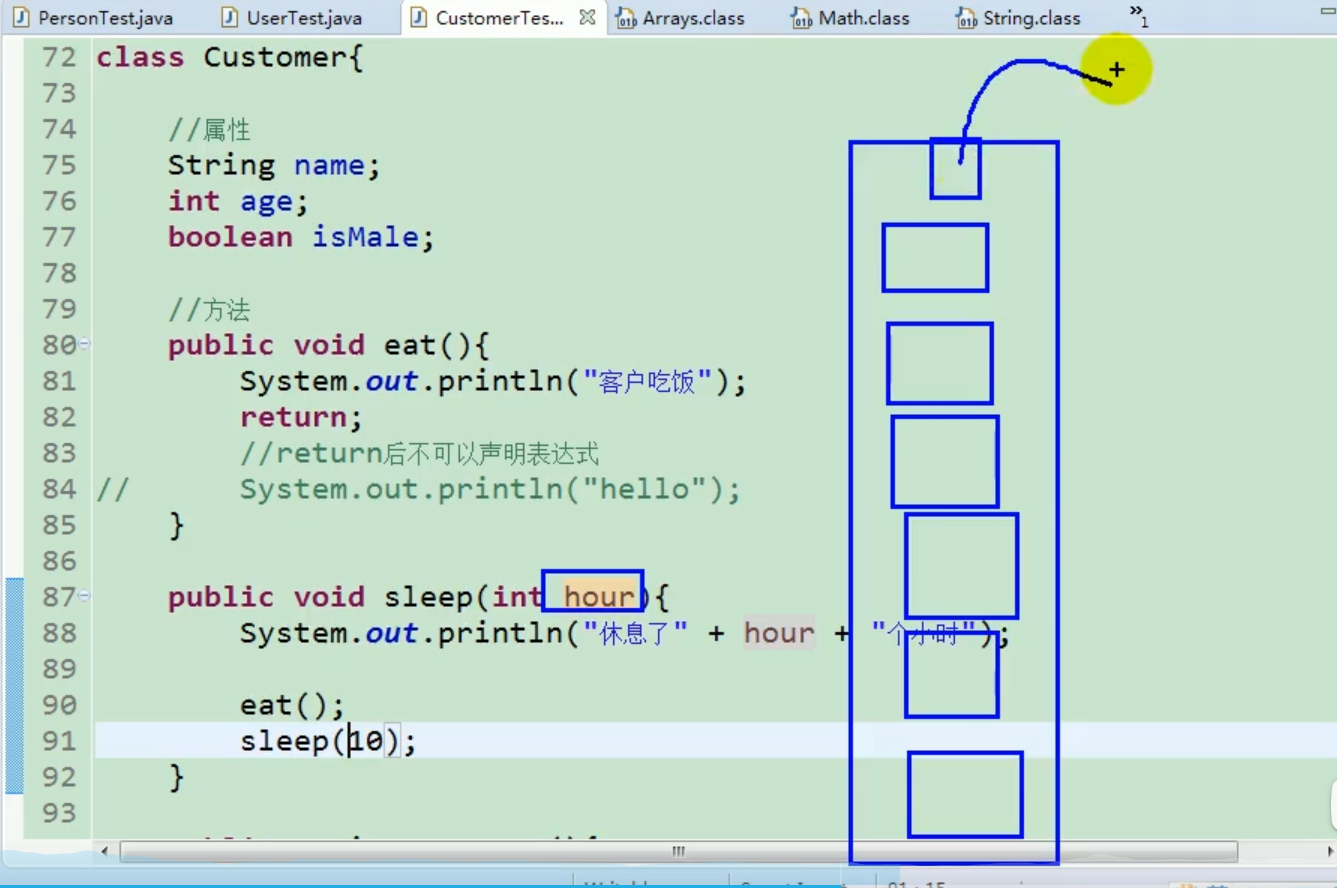 PersonTest.java UserTest.java CustomerTes... Arrays.class Math.class String.class »1
72 class Customer{
73
74 //属性
75 String name;
76 int age;
77 boolean isMale;
78
79 //方法
80 public void eat(){
81 System.out.println("客户吃饭");
82 return;
83 //return后不可以声明表达式
84 // System.out.println("hello");
85 }
86
87 public void sleep(int hour){
88 System.out.println("休息了" + hour + "个小时");
89
90 eat();
91 sleep(10);
92 }
93